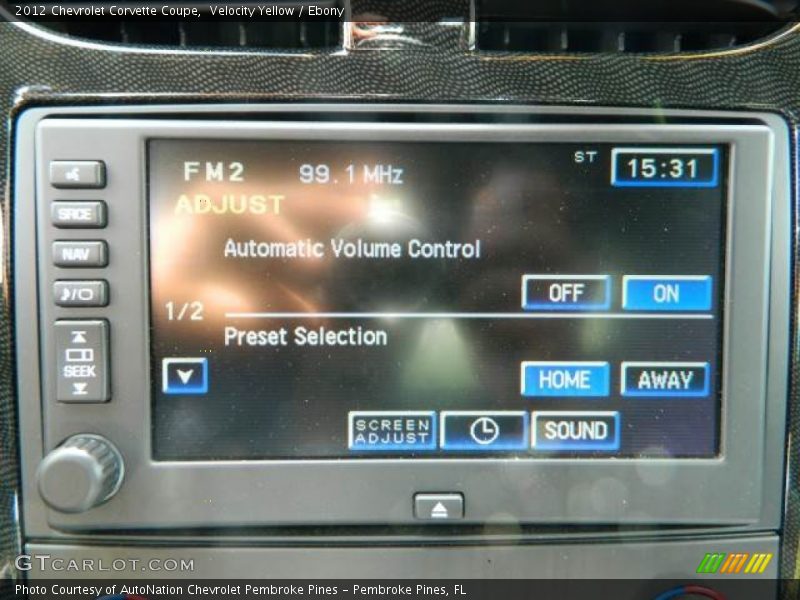 2012 Chevrolet Corvette Coupe,  Velocity Yellow / Ebony
FM2 99.1 MHz ST 15:31
ADJUST
Automatic Volume Control
OFF ON
1/2
Preset Selection
HOME AWAY
SCREEN ADJUST SOUND
SRCE
NAV
SEEK
GTCARLOT.COM
Photo Courtesy of AutoNation Chevrolet Pembroke Pines - Pembroke Pines, FL